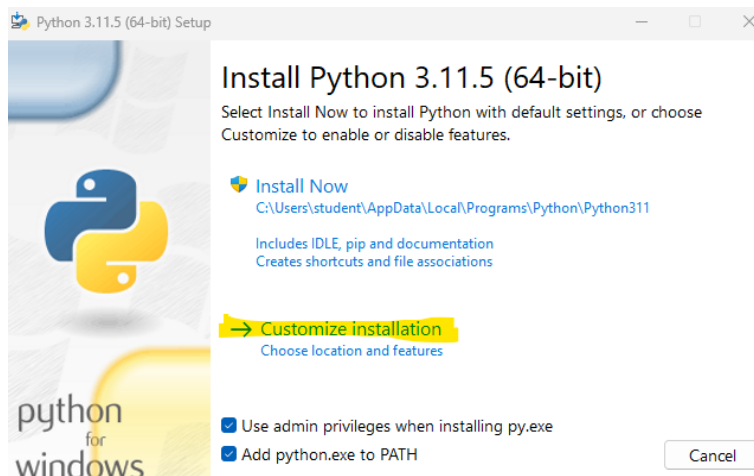 Python 3.11.5 (64-bit) Setup
Install Python 3.11.5 (64-bit)
Select Install Now to install Python with default settings, or choose
Customize to enable or disable features.
Install Now
C:\Users\student\AppData\Local\Programs\Python\Python311
Includes IDLE, pip and documentation
Creates shortcuts and file associations
Customize installation
Choose location and features
python
for
windows
Use admin privileges when installing py.exe
Add python.exe to PATH
Cancel